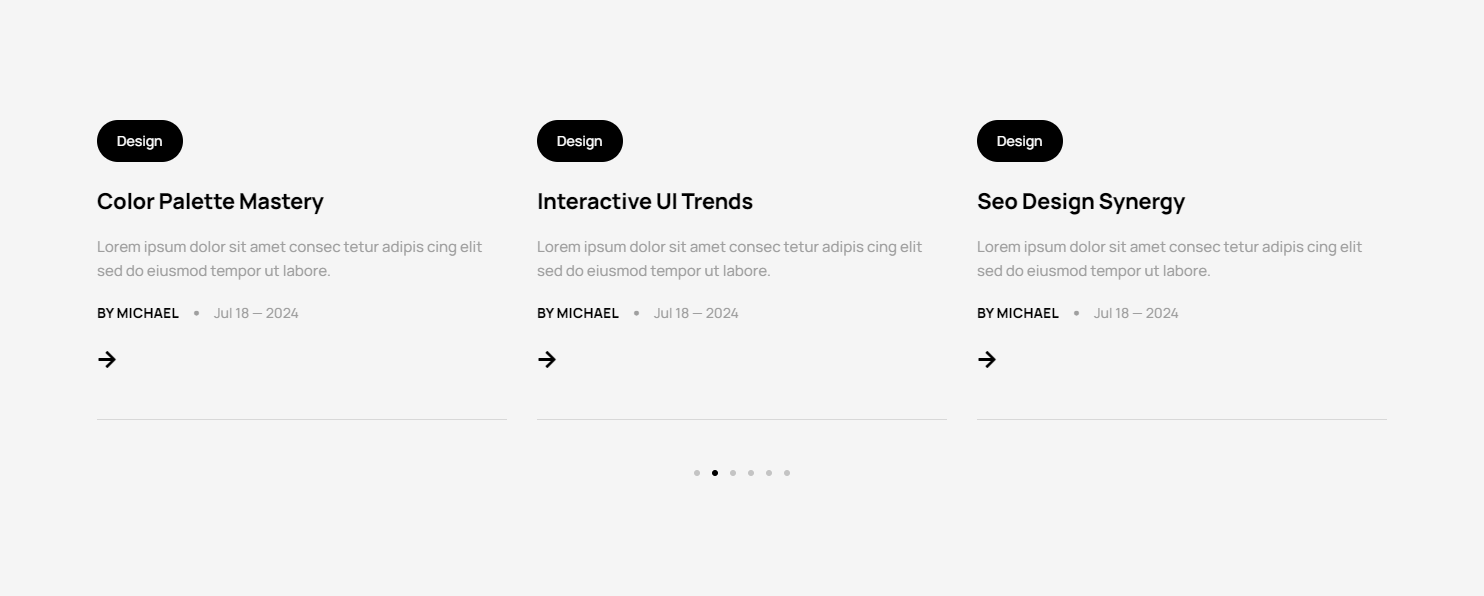 Design
Color Palette Mastery
Lorem ipsum dolor sit amet consec tetur adipis cing elit
sed do eiusmod tempor ut labore.
BY MICHAEL • Jul 18 — 2024
Design
Interactive UI Trends
Lorem ipsum dolor sit amet consec tetur adipis cing elit
sed do eiusmod tempor ut labore.
BY MICHAEL • Jul 18 — 2024
Design
Seo Design Synergy
Lorem ipsum dolor sit amet consec tetur adipis cing elit
sed do eiusmod tempor ut labore.
BY MICHAEL • Jul 18 — 2024